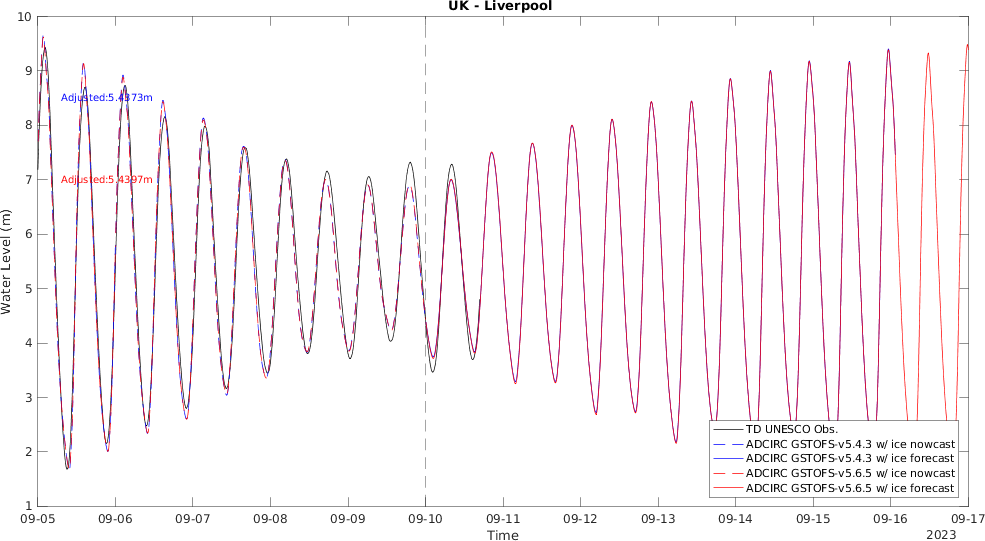 UK - Liverpool
10
9
8
7
6
5
4
3
2
1
Water Level (m)
Adjusted:5.4373m
Adjusted:5.4397m
TD UNESCO Obs.
ADCIRC GSTOFS-v5.4.3 w/ ice nowcast
ADCIRC GSTOFS-v5.4.3 w/ ice forecast
ADCIRC GSTOFS-v5.6.5 w/ ice nowcast
ADCIRC GSTOFS-v5.6.5 w/ ice forecast
09-05 09-06 09-07 09-08 09-09 09-10 09-11 09-12 09-13 09-14 09-15 09-16 09-17
Time
2023